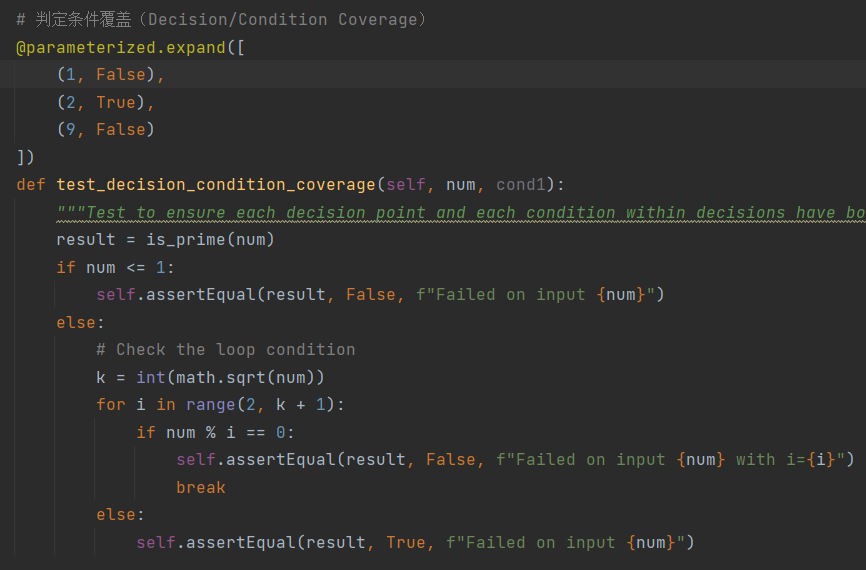 # 判定条件覆盖（Decision/Condition Coverage）
@parameterized.expand([
    (1, False),
    (2, True),
    (9, False)
])
def test_decision_condition_coverage(self, num, cond1):
    """Test to ensure each decision point and each condition within decisions have bo
    result = is_prime(num)
    if num <= 1:
        self.assertEqual(result, False, f"Failed on input {num}")
    else:
        # Check the loop condition
        k = int(math.sqrt(num))
        for i in range(2, k + 1):
            if num % i == 0:
                self.assertEqual(result, False, f"Failed on input {num} with i={i}")
                break
        else:
            self.assertEqual(result, True, f"Failed on input {num}")